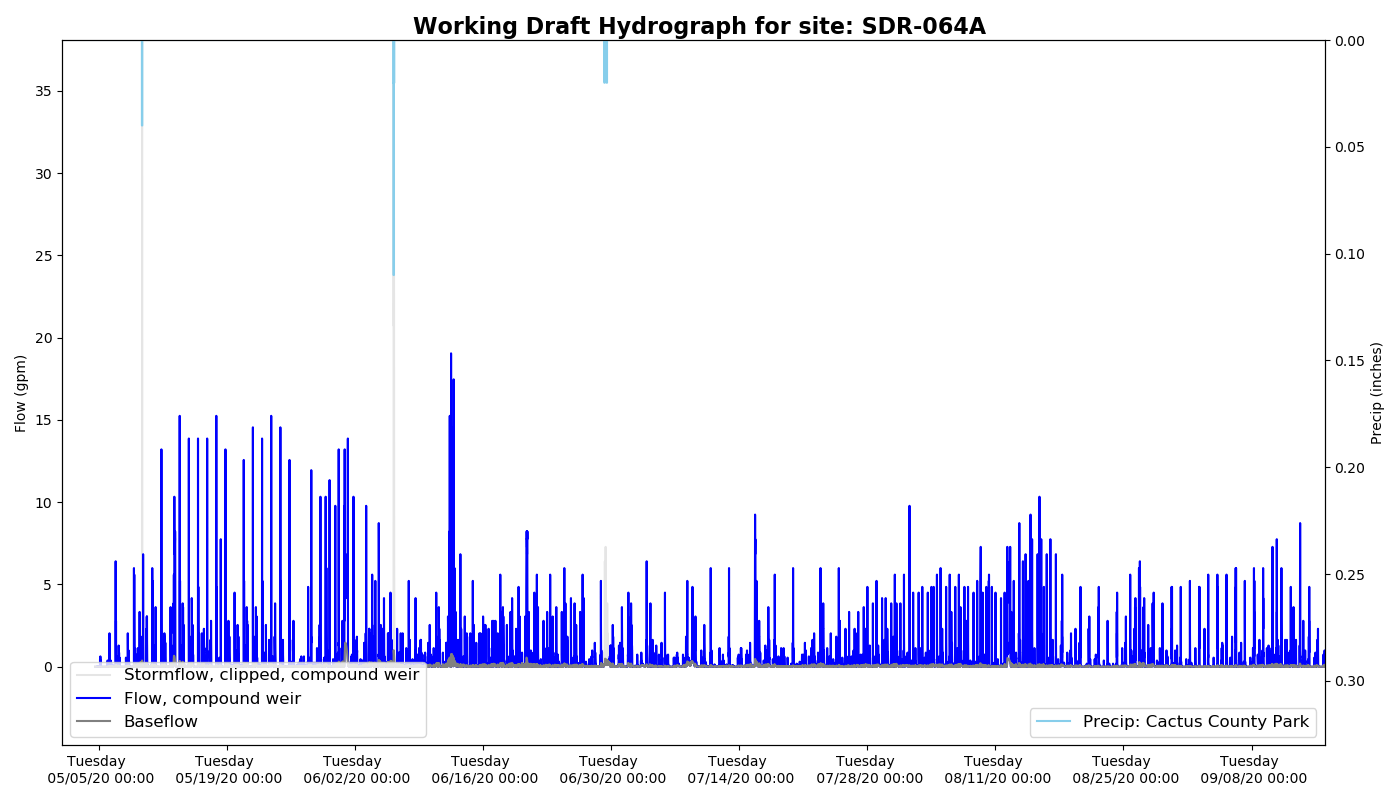 Working Draft Hydrograph for site: SDR-064A
Flow (gpm)
35
30
25
20
15
10
5
0
0.00
0.05
0.10
0.15
0.20
0.25
0.30
Precip (inches)
Stormflow, clipped, compound weir
Flow, compound weir
Baseflow
Precip: Cactus County Park
Tuesday Tuesday Tuesday Tuesday Tuesday Tuesday Tuesday Tuesday Tuesday Tuesday
05/05/20 00:00 05/19/20 00:00 06/02/20 00:00 06/16/20 00:00 06/30/20 00:00 07/14/20 00:00 07/28/20 00:00 08/11/20 00:00 08/25/20 00:00 09/08/20 00:00